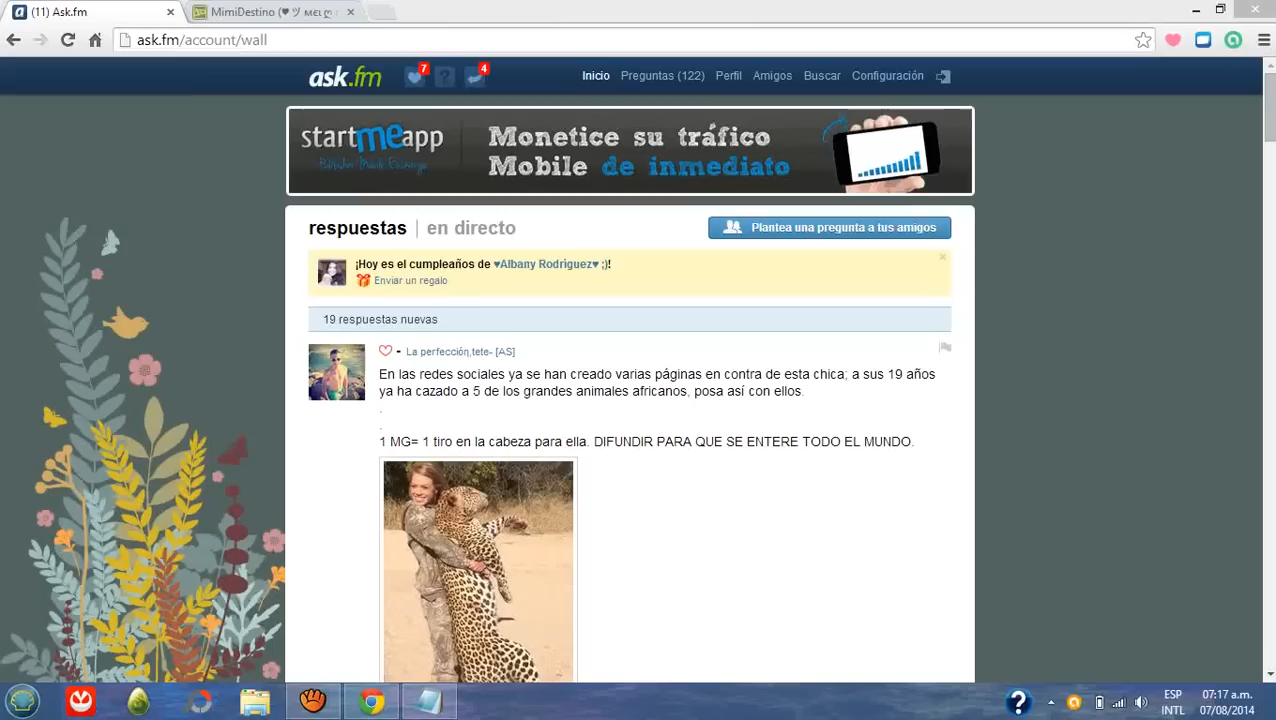 (11) Ask.fm
MimiDestino (♥ ヅ
ask.fm/account/wall
ask.fm
7
?
4
Inicio Preguntas (122) Perfil Amigos Buscar Configuración
startmeapp
Monetice su tráfico
Mobile de inmediato
respuestas | en directo
Plantea una pregunta a tus amigos
¡Hoy es el cumpleaños de ♥Albany Rodriguez♥ ;)!
Enviar un regalo
19 respuestas nuevas
- La perfección,tete- [AS]
En las redes sociales ya se han creado varias páginas en contra de esta chica; a sus 19 años
ya ha cazado a 5 de los grandes animales africanos, posa así con ellos.
.
.
1 MG= 1 tiro en la cabeza para ella. DIFUNDIR PARA QUE SE ENTERE TODO EL MUNDO.
ESP 07:17 a.m.
INTL 07/08/2014